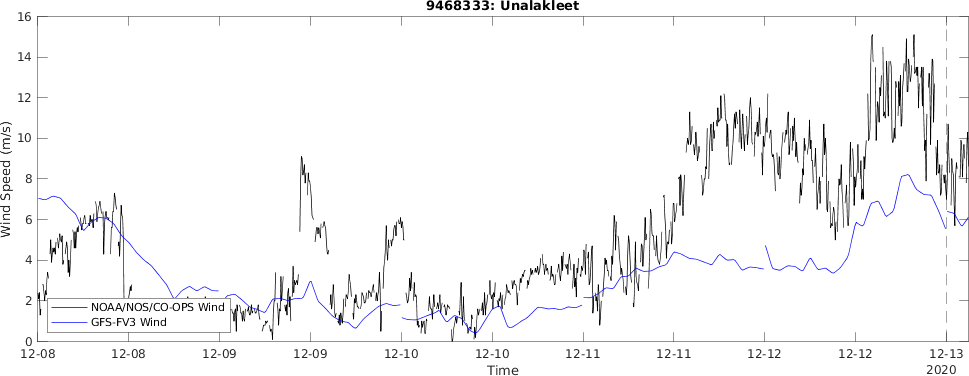 9468333: Unalakleet
16
14
12
10
8
6
4
2
0
Wind Speed (m/s)
NOAA/NOS/CO-OPS Wind
GFS-FV3 Wind
12-08 12-08 12-09 12-09 12-10 12-10 12-11 12-11 12-12 12-12 12-13
Time
2020